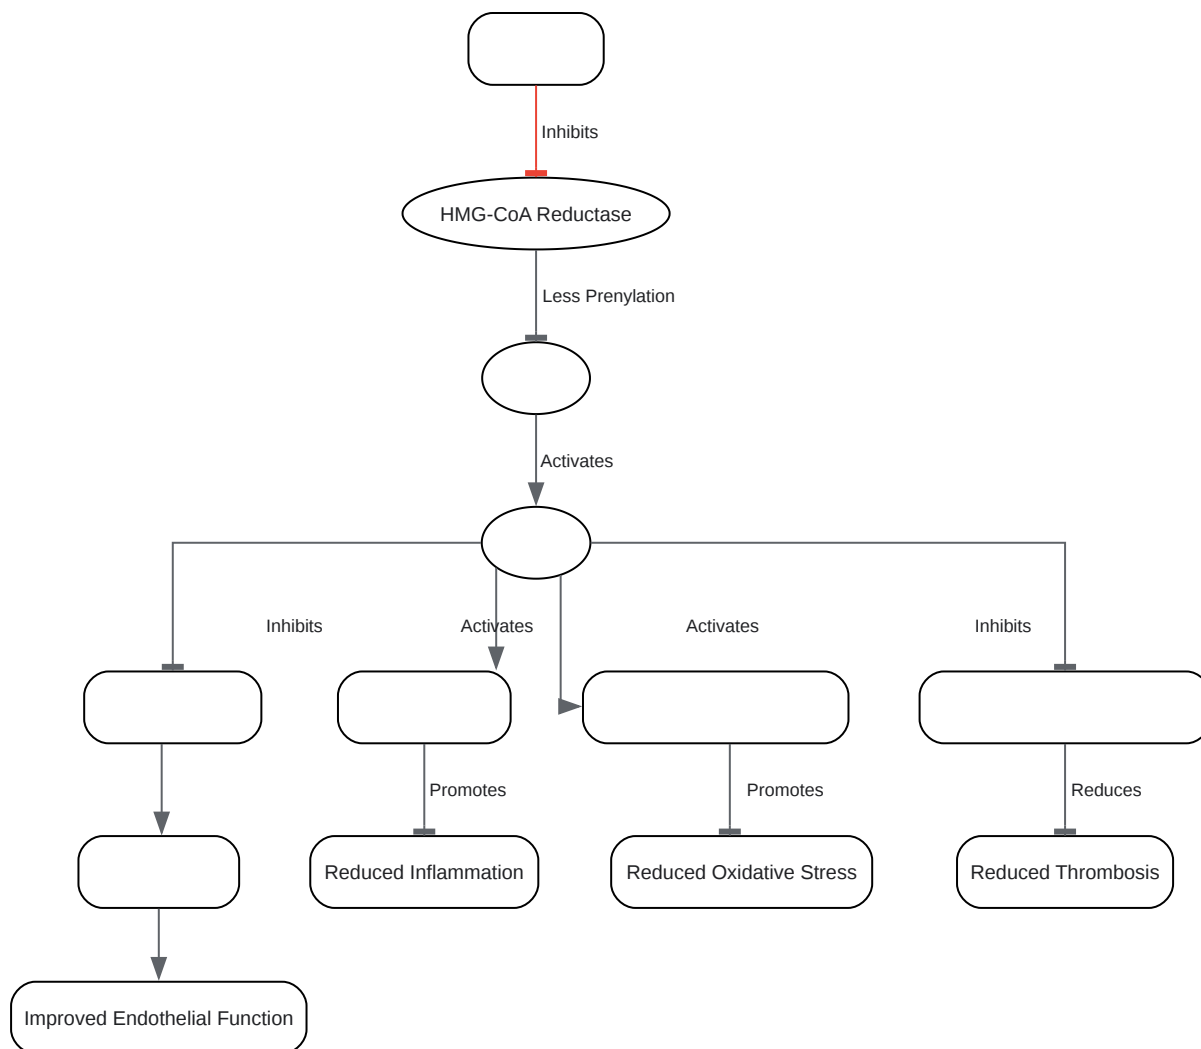 Inhibits
HMG-CoA Reductase
Less Prenylation
Activates
Inhibits
Activates
Activates
Inhibits
Promotes
Promotes
Reduces
Reduced Inflammation
Reduced Oxidative Stress
Reduced Thrombosis
Improved Endothelial Function